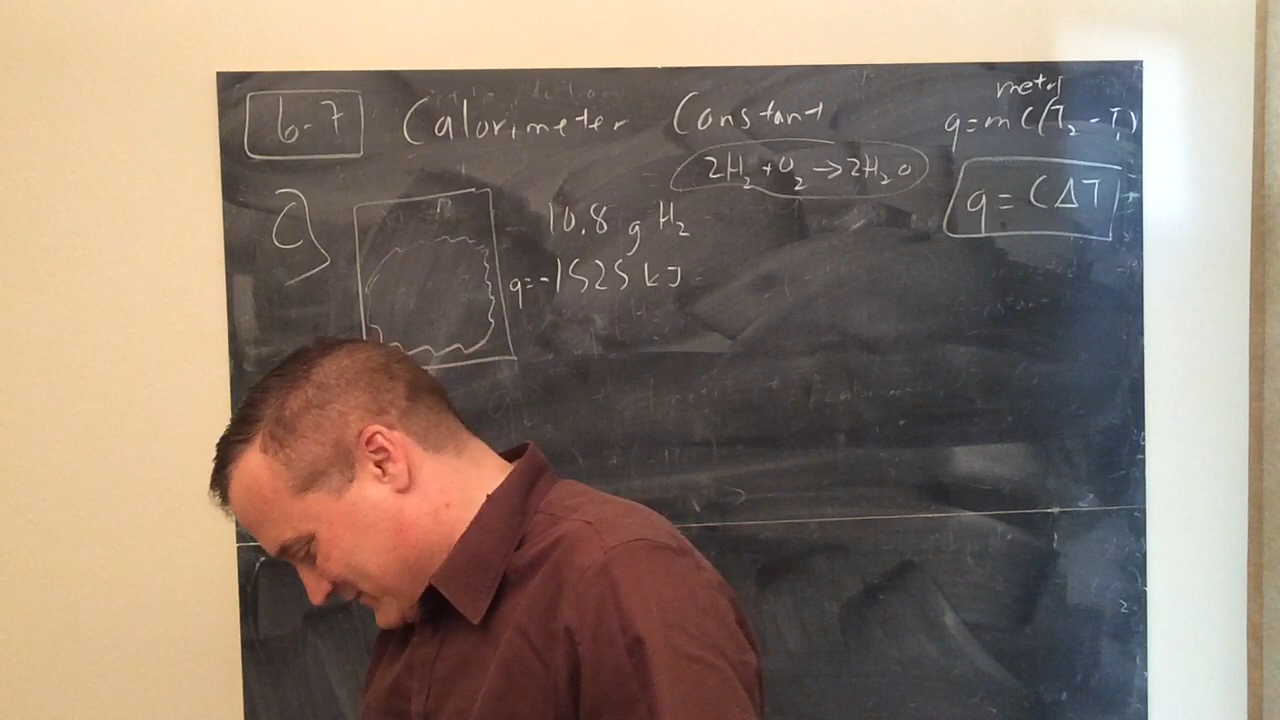 6-7 Calorimeter Constant
metal
q=mC(T₂-T₁)
2H₂+O₂→2H₂O
q=CΔT
C
10.8 g H₂
q=-1525 kJ